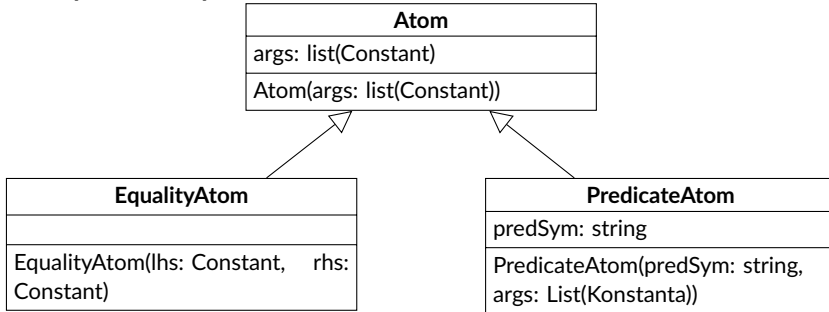 Atom
args: list(Constant)
Atom(args: list(Constant))
EqualityAtom
EqualityAtom(lhs: Constant, rhs:
Constant)
PredicateAtom
predSym: string
PredicateAtom(predSym: string,
args: List(Konstanta))